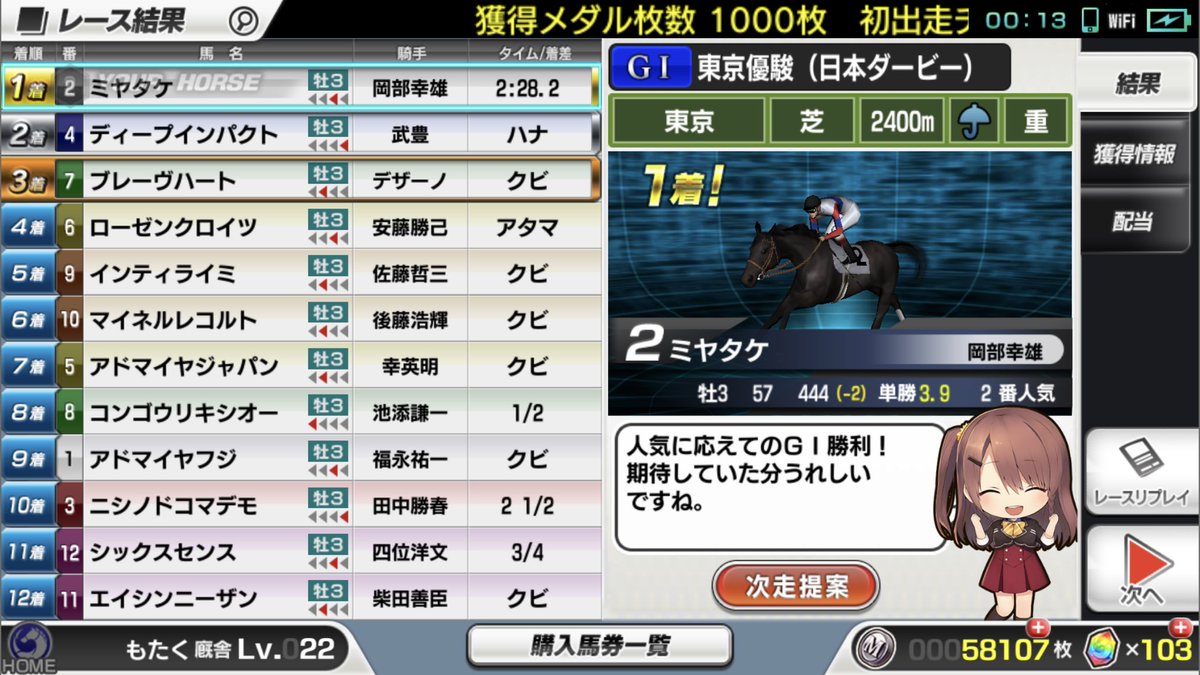 レース結果
獲得メダル枚数 1000枚 初出走
00:13 WiFi
着順 番 馬 名 騎手 タイム/着差
YOUR HORSE
1着 2 ミヤタケ 牡3 岡部幸雄 2:28.2
2着 4 ディープインパクト 牡3 武豊 ハナ
3着 7 ブレーヴハート 牡3 デザーノ クビ
4着 6 ローゼンクロイツ 牡3 安藤勝己 アタマ
5着 9 インティライミ 牡3 佐藤哲三 クビ
6着 10 マイネルレコルト 牡3 後藤浩輝 クビ
7着 5 アドマイヤジャパン 牡3 幸英明 クビ
8着 8 コンゴウリキシオー 牡3 池添謙一 1/2
9着 1 アドマイヤフジ 牡3 福永祐一 クビ
10着 3 ニシノドコマデモ 牡3 田中勝春 2 1/2
11着 12 シックスセンス 牡3 四位洋文 3/4
12着 11 エイシンニーザン 牡3 柴田善臣 クビ
GI 東京優駿（日本ダービー）
東京 芝 2400m 重
1着!
2
2 ミヤタケ 岡部幸雄
牡3 57 444 (-2) 単勝3.9 2 番人気
人気に応えてのＧⅠ勝利！
期待していた分うれしい
ですね。
次走提案
結果
獲得情報
配当
レースリプレイ
次へ
HOME
もたく 厩舎 Lv.022
購入馬券一覧
M 00058107枚
×103